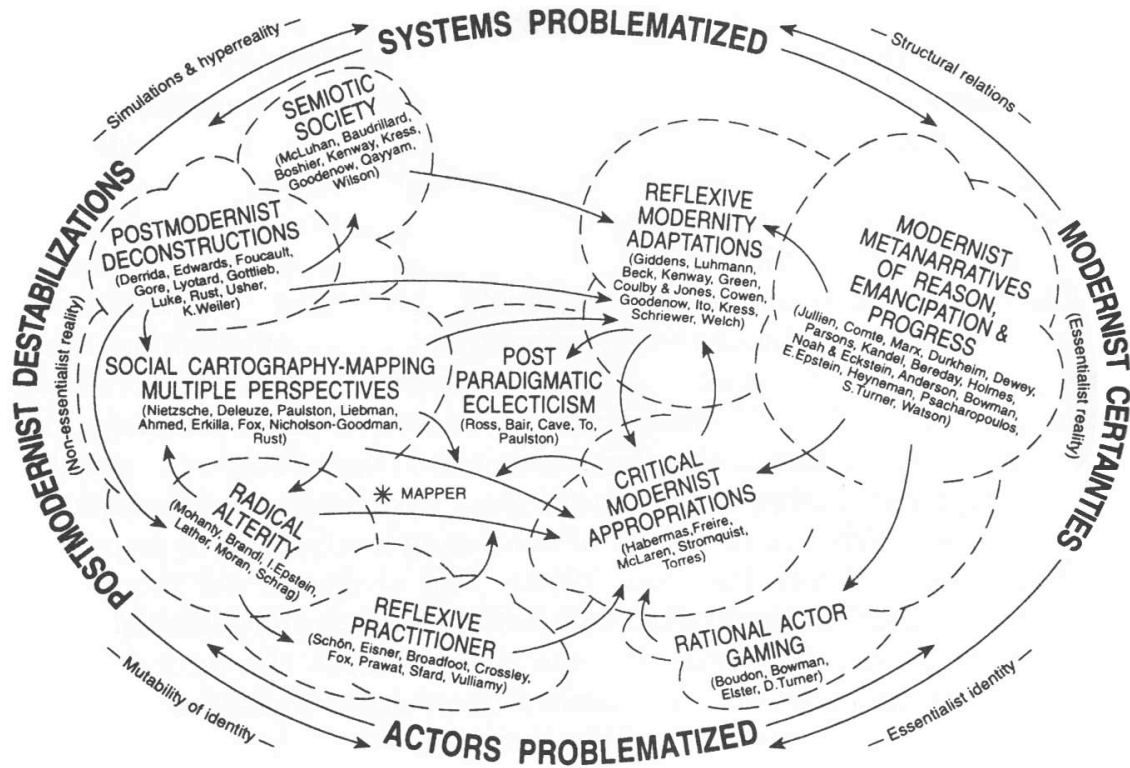 SYSTEMS PROBLEMATIZED
— Simulations & hyperreality —
— Structural relations —
POSTMODERNIST DESTABILIZATIONS
(Non-essentialist reality)
MODERNIST CERTAINTIES
(Essentialist reality)
SEMIOTIC
SOCIETY
(McLuhan, Baudrillard,
Boshier, Kenway, Kress,
Goodenow, Qayyam,
Wilson)
POSTMODERNIST
DECONSTRUCTIONS
(Derrida, Edwards, Foucault,
Gore, Lyotard, Gottlieb,
Luke, Rust, Usher,
K.Weiler)
REFLEXIVE
MODERNITY
ADAPTATIONS
(Giddens, Luhmann,
Beck, Kenway, Green,
Coulby & Jones, Cowen,
Goodenow, Ito, Kress,
Schriewer, Welch)
MODERNIST
METANARRATIVES
OF REASON,
EMANCIPATION &
PROGRESS
(Jullien, Comte, Marx, Durkheim, Dewey,
Parsons, Kandel, Bereday, Holmes,
Noah & Eckstein, Anderson, Bowman,
E.Epstein, Heyneman, Psacharopoulos,
S.Turner, Watson)
SOCIAL CARTOGRAPHY-MAPPING
MULTIPLE PERSPECTIVES
(Nietzsche, Deleuze, Paulston, Liebman,
Ahmed, Erkilla, Fox, Nicholson-Goodman,
Rust)
POST
PARADIGMATIC
ECLECTICISM
(Ross, Bair, Cave, To,
Paulston)
RADICAL
ALTERITY
(Mohanty, Brandi, I.Epstein,
Lather, Moran, Schrag)
MAPPER
CRITICAL
MODERNIST
APPROPRIATIONS
(Habermas,Freire,
McLaren, Stromquist,
Torres)
REFLEXIVE
PRACTITIONER
(Schön, Eisner, Broadfoot, Crossley,
Fox, Prawat, Sfard, Vulliamy)
RATIONAL ACTOR
GAMING
(Boudon, Bowman,
Elster, D.Turner)
— Mutability of identity —
— Essentialist identity —
ACTORS PROBLEMATIZED